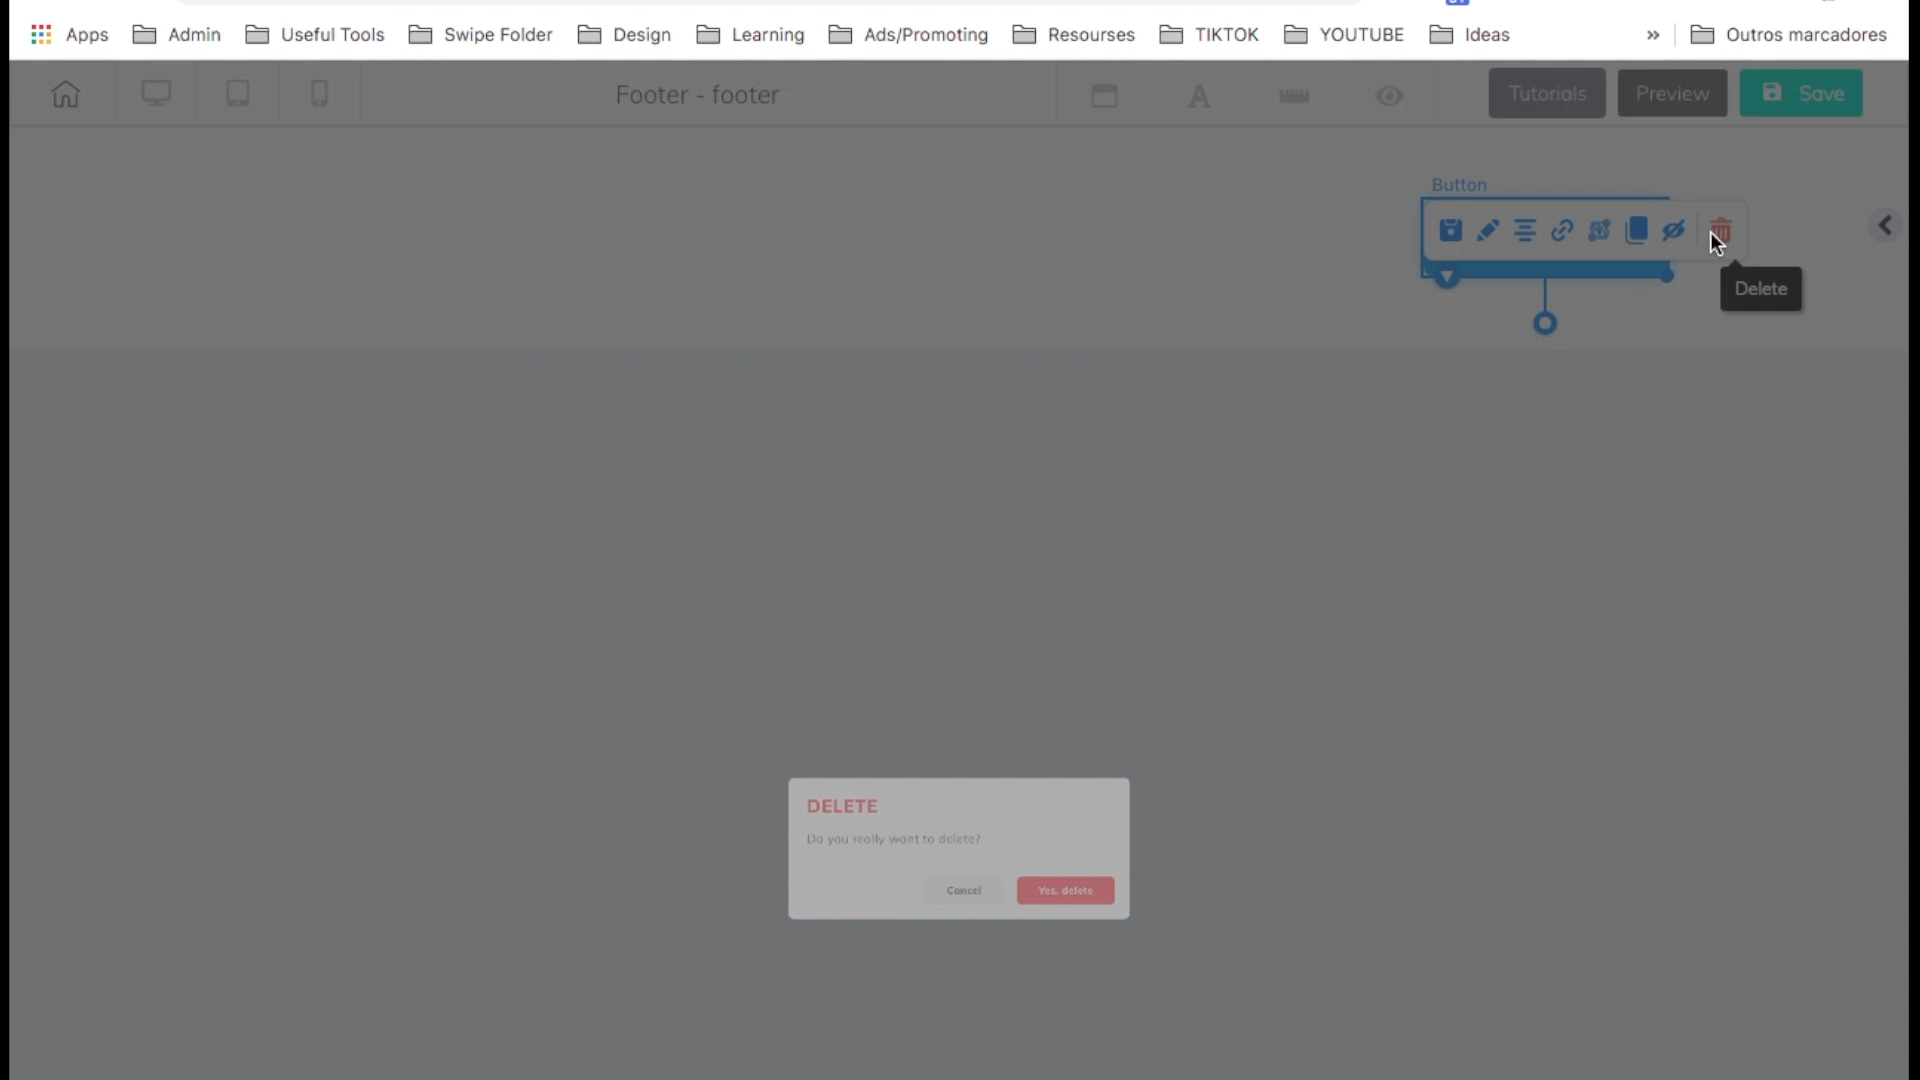 Apps Admin Useful Tools Swipe Folder Design Learning Ads/Promoting Resourses TIKTOK YOUTUBE Ideas » Outros marcadores
Footer - footer Tutorials Preview Save
Button
Delete
DELETE
Do you really want to delete?
Cancel Yes, delete